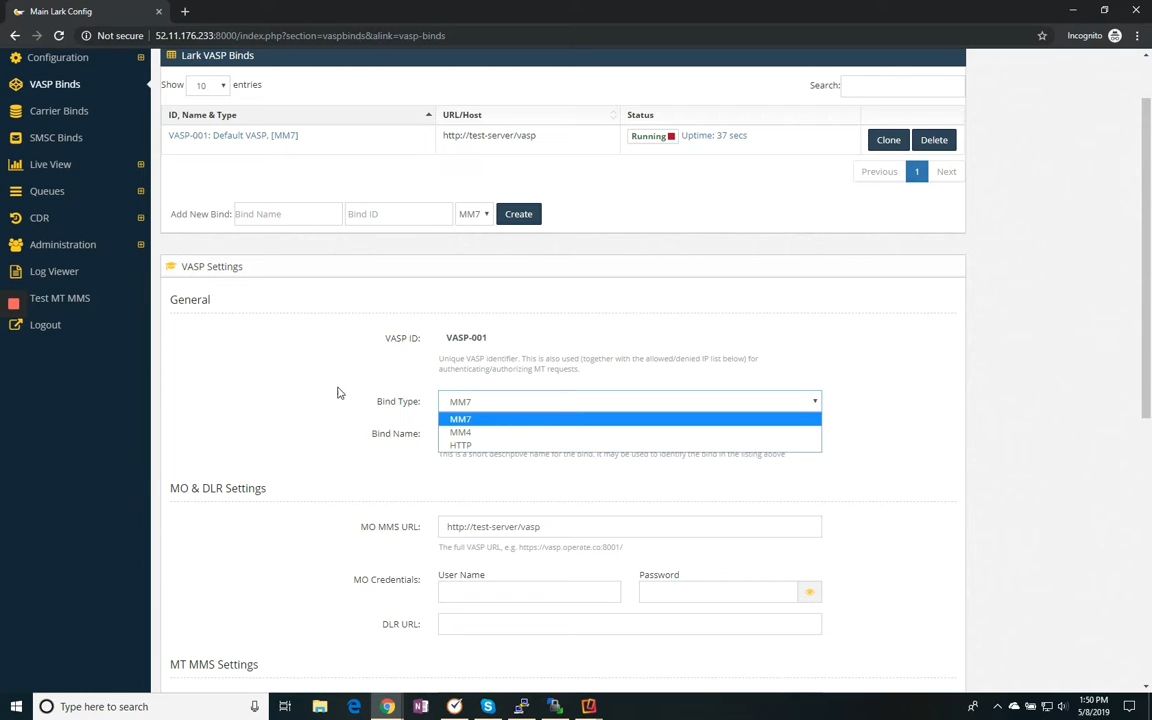 Main Lark Config
Not secure | 52.11.176.233:8000/index.php?section=vaspbinds&alink=vasp-binds
Incognito
Configuration
VASP Binds
Carrier Binds
SMSC Binds
Live View
Queues
CDR
Administration
Log Viewer
Test MT MMS
Logout
Lark VASP Binds
Show 10 entries
Search:
ID, Name & Type URL/Host Status
VASP-001: Default VASP, [MM7] http://test-server/vasp Running Uptime: 37 secs Clone Delete
Previous 1 Next
Add New Bind: Bind Name Bind ID MM7 Create
VASP Settings
General
VASP ID: VASP-001
Unique VASP identifier. This is also used (together with the allowed/denied IP list below) for
authenticating/authorizing MT requests.
Bind Type: MM7
MM7
MM4
HTTP
Bind Name:
This is a short descriptive name for the bind. It may be used to identify the bind in the listing above
MO & DLR Settings
MO MMS URL: http://test-server/vasp
The full VASP URL, e.g. https://vasp.operate.co:8001/
User Name Password
MO Credentials:
DLR URL:
MT MMS Settings
Type here to search
1:50 PM
5/8/2019